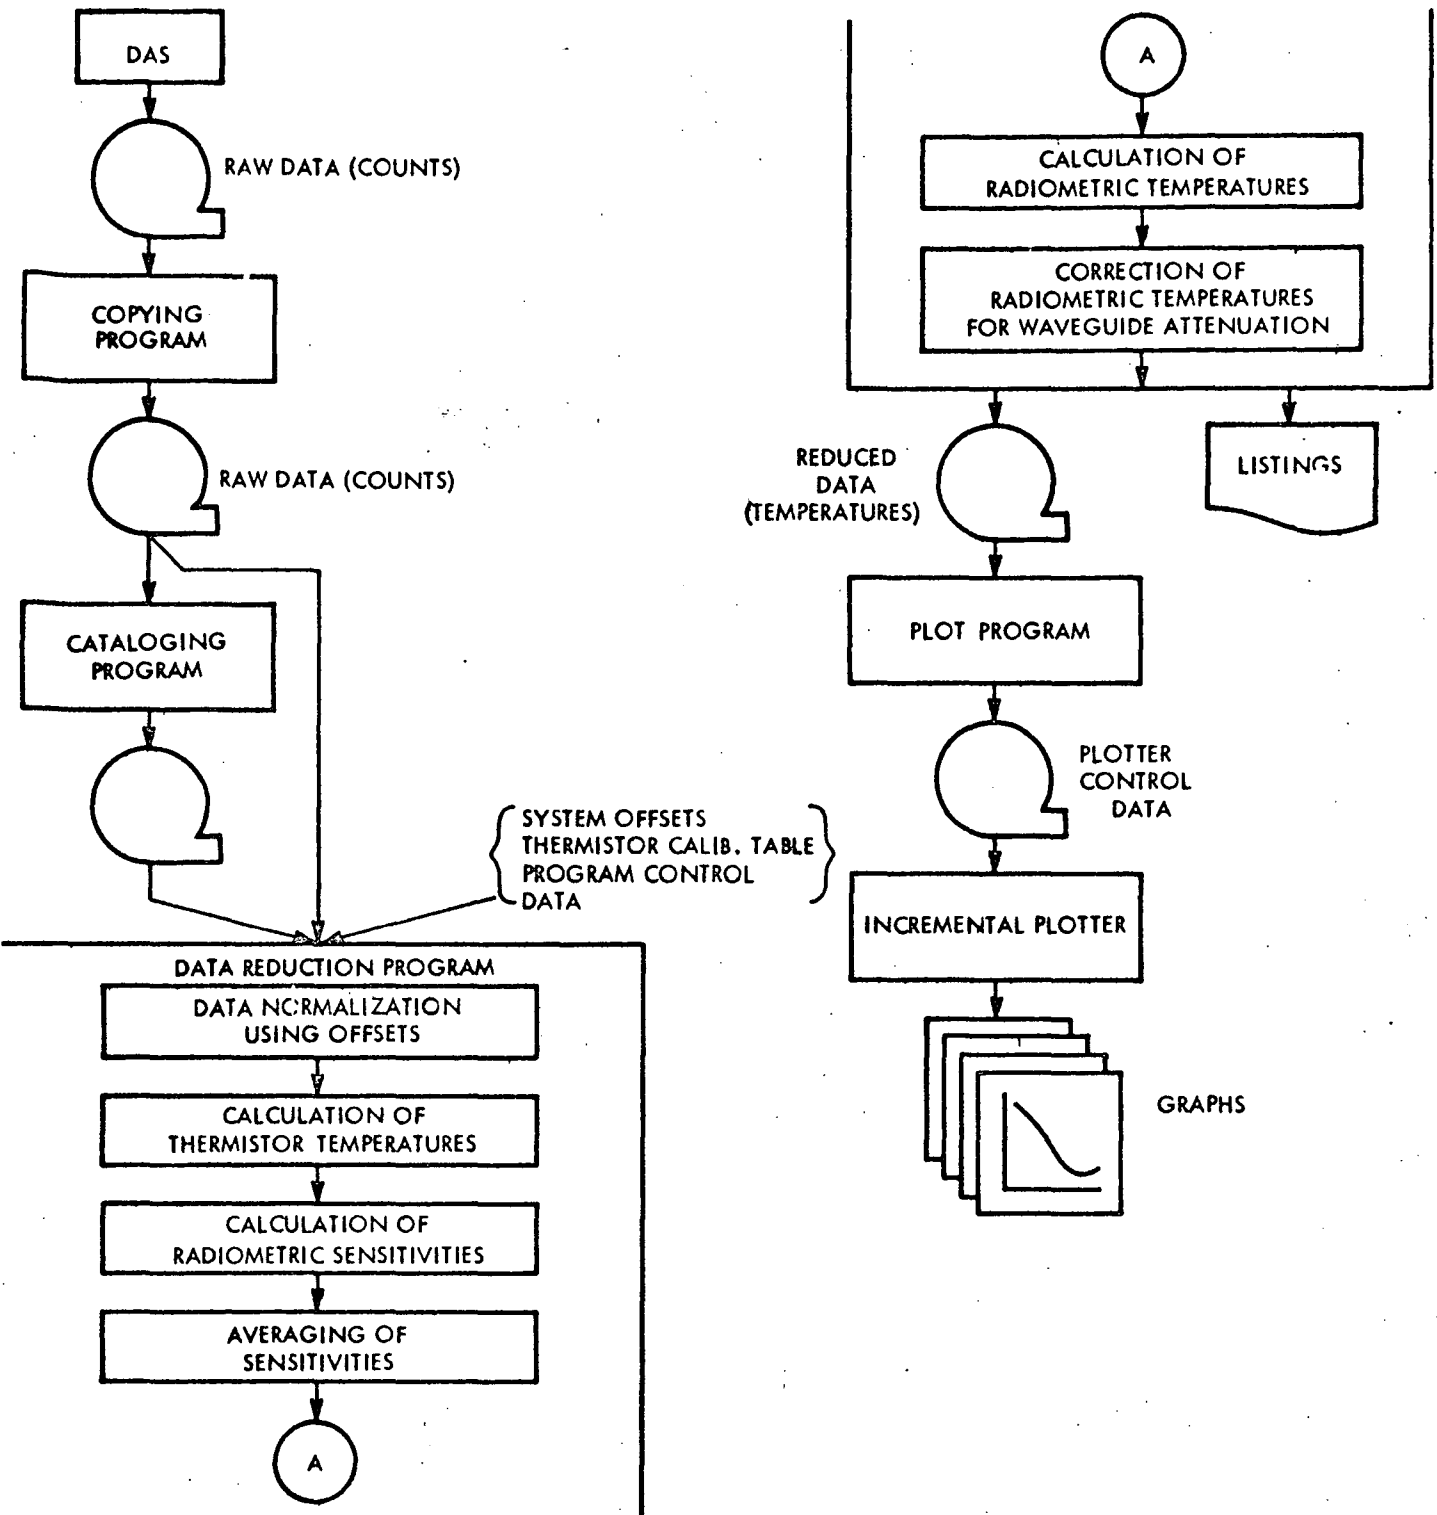 DAS
RAW DATA (COUNTS)
COPYING
PROGRAM
RAW DATA (COUNTS)
CATALOGING
PROGRAM
SYSTEM OFFSETS
THERMISTOR CALIB. TABLE
PROGRAM CONTROL
DATA
DATA REDUCTION PROGRAM
DATA NORMALIZATION
USING OFFSETS
CALCULATION OF
THERMISTOR TEMPERATURES
CALCULATION OF
RADIOMETRIC SENSITIVITIES
AVERAGING OF
SENSITIVITIES
A
A
CALCULATION OF
RADIOMETRIC TEMPERATURES
CORRECTION OF
RADIOMETRIC TEMPERATURES
FOR WAVEGUIDE ATTENUATION
REDUCED
DATA
(TEMPERATURES)
LISTINGS
PLOT PROGRAM
PLOTTER
CONTROL
DATA
INCREMENTAL PLOTTER
GRAPHS